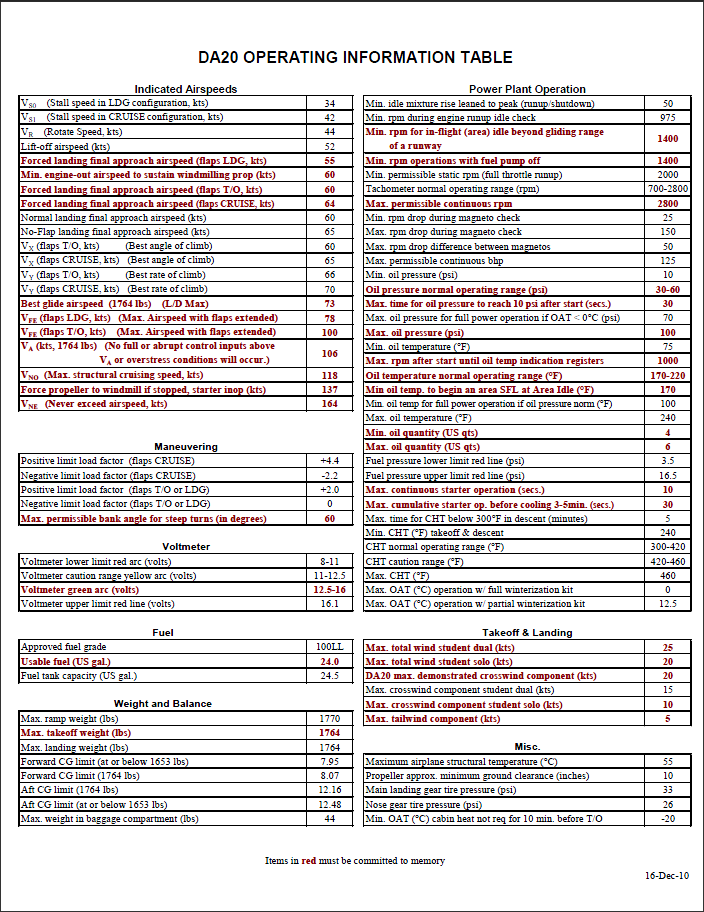 DA20 OPERATING INFORMATION TABLE
Indicated Airspeeds
VS0 (Stall speed in LDG configuration, kts) 34
VS1 (Stall speed in CRUISE configuration, kts) 42
VR (Rotate Speed, kts) 44
Lift-off airspeed (kts) 52
Forced landing final approach airspeed (flaps LDG, kts) 55
Min. engine-out airspeed to sustain windmilling prop (kts) 60
Forced landing final approach airspeed (flaps T/O, kts) 60
Forced landing final approach airspeed (flaps CRUISE, kts) 64
Normal landing final approach airspeed (kts) 60
No-Flap landing final approach airspeed (kts) 65
VX (flaps T/O, kts) (Best angle of climb) 60
VX (flaps CRUISE, kts) (Best angle of climb) 65
VY (flaps T/O, kts) (Best rate of climb) 66
VY (flaps CRUISE, kts) (Best rate of climb) 70
Best glide airspeed (1764 lbs) (L/D Max) 73
VFE (flaps LDG, kts) (Max. Airspeed with flaps extended) 78
VFE (flaps T/O, kts) (Max. Airspeed with flaps extended) 100
VA (kts, 1764 lbs) (No full or abrupt control inputs above
VA or overstress conditions will occur.) 106
VNO (Max. structural cruising speed, kts) 118
Force propeller to windmill if stopped, starter inop (kts) 137
VNE (Never exceed airspeed, kts) 164
Maneuvering
Positive limit load factor (flaps CRUISE) +4.4
Negative limit load factor (flaps CRUISE) -2.2
Positive limit load factor (flaps T/O or LDG) +2.0
Negative limit load factor (flaps T/O or LDG) 0
Max. permissible bank angle for steep turns (in degrees) 60
Voltmeter
Voltmeter lower limit red arc (volts) 8-11
Voltmeter caution range yellow arc (volts) 11-12.5
Voltmeter green arc (volts) 12.5-16
Voltmeter upper limit red line (volts) 16.1
Fuel
Approved fuel grade 100LL
Usable fuel (US gal.) 24.0
Fuel tank capacity (US gal.) 24.5
Weight and Balance
Max. ramp weight (lbs) 1770
Max. takeoff weight (lbs) 1764
Max. landing weight (lbs) 1764
Forward CG limit (at or below 1653 lbs) 7.95
Forward CG limit (1764 lbs) 8.07
Aft CG limit (1764 lbs) 12.16
Aft CG limit (at or below 1653 lbs) 12.48
Max. weight in baggage compartment (lbs) 44
Power Plant Operation
Min. idle mixture rise leaned to peak (runup/shutdown) 50
Min. rpm during engine runup idle check 975
Min. rpm for in-flight (area) idle beyond gliding range
of a runway 1400
Min. rpm operations with fuel pump off 1400
Min. permissible static rpm (full throttle runup) 2000
Tachometer normal operating range (rpm) 700-2800
Max. permissible continuous rpm 2800
Min. rpm drop during magneto check 25
Max. rpm drop during magneto check 150
Max. rpm drop difference between magnetos 50
Max. permissible continuous bhp 125
Min. oil pressure (psi) 10
Oil pressure normal operating range (psi) 30-60
Max. time for oil pressure to reach 10 psi after start (secs.) 30
Max. oil pressure for full power operation if OAT < 0°C (psi) 70
Max. oil pressure (psi) 100
Min. oil temperature (°F) 75
Max. rpm after start until oil temp indication registers 1000
Oil temperature normal operating range (°F) 170-220
Min oil temp. to begin an area SFL at Area Idle (°F) 170
Min. oil temp for full power operation if oil pressure norm (°F) 100
Max. oil temperature (°F) 240
Min. oil quantity (US qts) 4
Max. oil quantity (US qts) 6
Fuel pressure lower limit red line (psi) 3.5
Fuel pressure upper limit red line (psi) 16.5
Max. continuous starter operation (secs.) 10
Max. cumulative starter op. before cooling 3-5min. (secs.) 30
Max. time for CHT below 300°F in descent (minutes) 5
Min. CHT (°F) takeoff & descent 240
CHT normal operating range (°F) 300-420
CHT caution range (°F) 420-460
Max. CHT (°F) 460
Max. OAT (°C) operation w/ full winterization kit 0
Max. OAT (°C) operation w/ partial winterization kit 12.5
Takeoff & Landing
Max. total wind student dual (kts) 25
Max. total wind student solo (kts) 20
DA20 max. demonstrated crosswind component (kts) 20
Max. crosswind component student dual (kts) 15
Max. crosswind component student solo (kts) 10
Max. tailwind component (kts) 5
Misc.
Maximum airplane structural temperature (°C) 55
Propeller approx. minimum ground clearance (inches) 10
Main landing gear tire pressure (psi) 33
Nose gear tire pressure (psi) 26
Min. OAT (°C) cabin heat not req for 10 min. before T/O -20
Items in red must be committed to memory
16-Dec-10